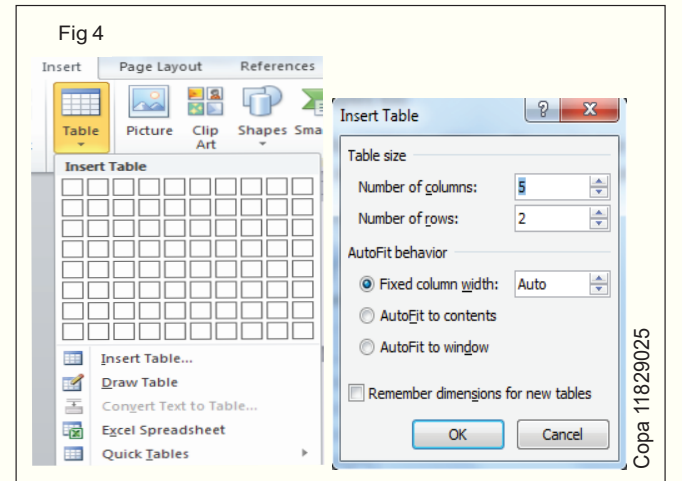 Fig 4
Insert Page Layout References
Table Picture Clip Art Shapes Sma
Insert Table
Insert Table...
Draw Table
Convert Text to Table...
Excel Spreadsheet
Quick Tables
Insert Table
Table size
Number of columns: 5
Number of rows: 2
AutoFit behavior
Fixed column width: Auto
AutoFit to contents
AutoFit to window
Remember dimensions for new tables
OK Cancel
Copa 11829025